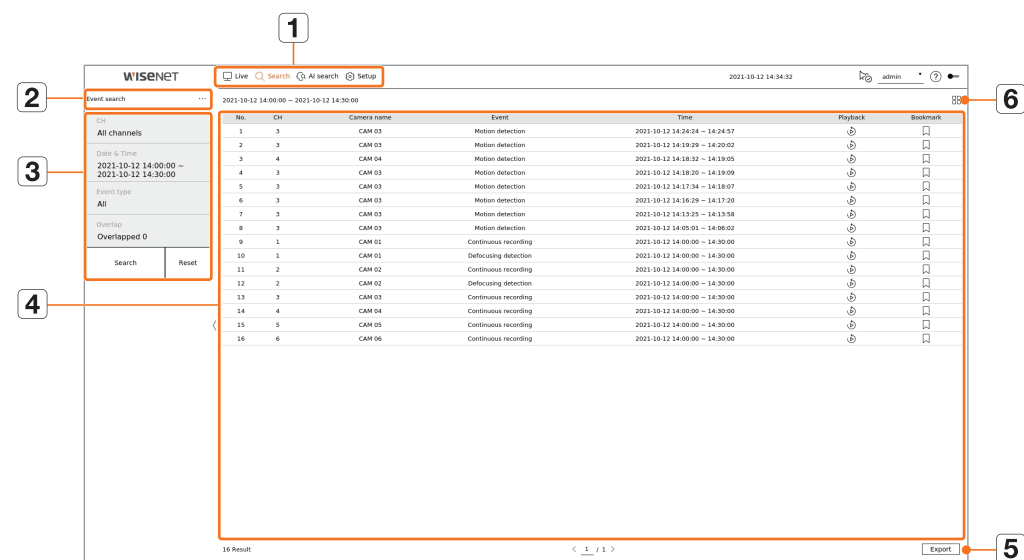 1
WISENET Live Search AI search Setup 2021-10-12 14:34:32 admin ?
2
Event search ... 2021-10-12 14:00:00 ~ 2021-10-12 14:30:00
6
3
CH
All channels
Date & Time
2021-10-12 14:00:00 ~
2021-10-12 14:30:00
Event type
All
Overlap
Overlapped 0
Search Reset
4
No. CH Camera name Event Time Playback Bookmark
1 3 CAM 03 Motion detection 2021-10-12 14:24:24 ~ 14:24:57
2 3 CAM 03 Motion detection 2021-10-12 14:19:29 ~ 14:20:02
3 4 CAM 04 Motion detection 2021-10-12 14:18:32 ~ 14:19:05
4 3 CAM 03 Motion detection 2021-10-12 14:18:20 ~ 14:19:09
5 3 CAM 03 Motion detection 2021-10-12 14:17:34 ~ 14:18:07
6 3 CAM 03 Motion detection 2021-10-12 14:16:29 ~ 14:17:20
7 3 CAM 03 Motion detection 2021-10-12 14:13:25 ~ 14:13:58
8 3 CAM 03 Motion detection 2021-10-12 14:05:01 ~ 14:06:02
9 1 CAM 01 Continuous recording 2021-10-12 14:00:00 ~ 14:30:00
10 1 CAM 01 Defocusing detection 2021-10-12 14:00:00 ~ 14:30:00
11 2 CAM 02 Continuous recording 2021-10-12 14:00:00 ~ 14:30:00
12 2 CAM 02 Defocusing detection 2021-10-12 14:00:00 ~ 14:30:00
13 3 CAM 03 Continuous recording 2021-10-12 14:00:00 ~ 14:30:00
14 4 CAM 04 Continuous recording 2021-10-12 14:00:00 ~ 14:30:00
15 5 CAM 05 Continuous recording 2021-10-12 14:00:00 ~ 14:30:00
16 6 CAM 06 Continuous recording 2021-10-12 14:00:00 ~ 14:30:00
16 Result < 1 / 1 > Export
5